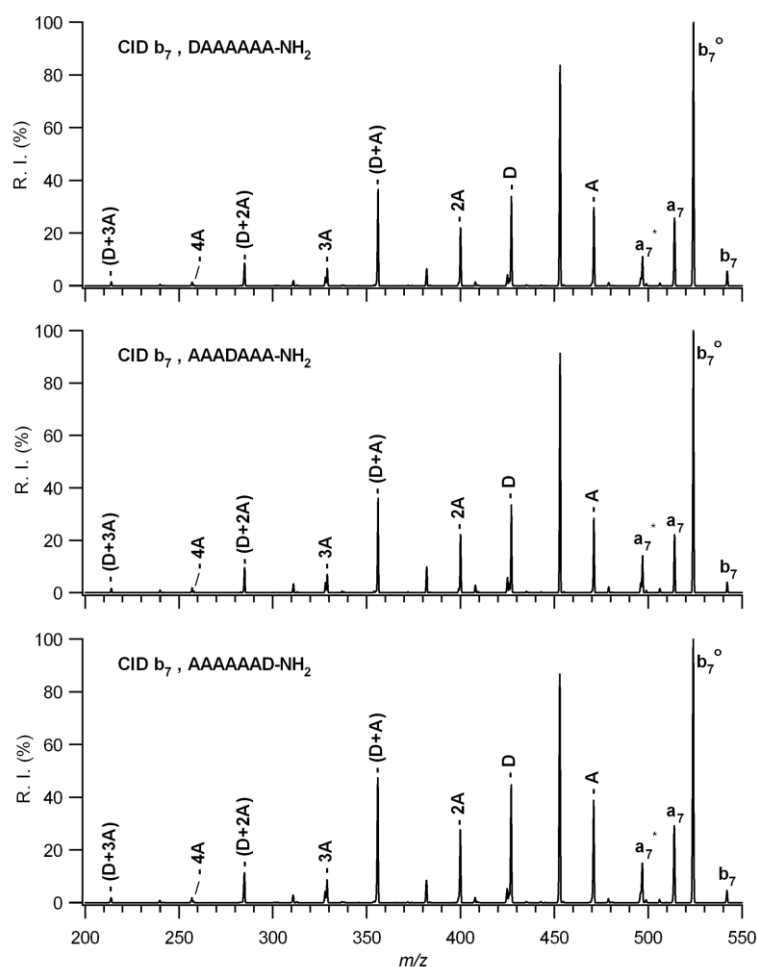 CID b₇ , DAAAAAA-NH₂
b₇ᴼ
100
80
60
40
20
0
R. I. (%)
(D+3A)
4A
(D+2A)
3A
(D+A)
2A
D
A
a₇*
a₇
b₇
CID b₇ , AAADAAA-NH₂
b₇ᴼ
100
80
60
40
20
0
R. I. (%)
(D+3A)
4A
(D+2A)
3A
(D+A)
2A
D
A
a₇*
a₇
b₇
CID b₇ , AAAAAAD-NH₂
b₇ᴼ
100
80
60
40
20
0
R. I. (%)
(D+3A)
4A
(D+2A)
3A
(D+A)
2A
D
A
a₇*
a₇
b₇
200 250 300 350 400 450 500 550
m/z